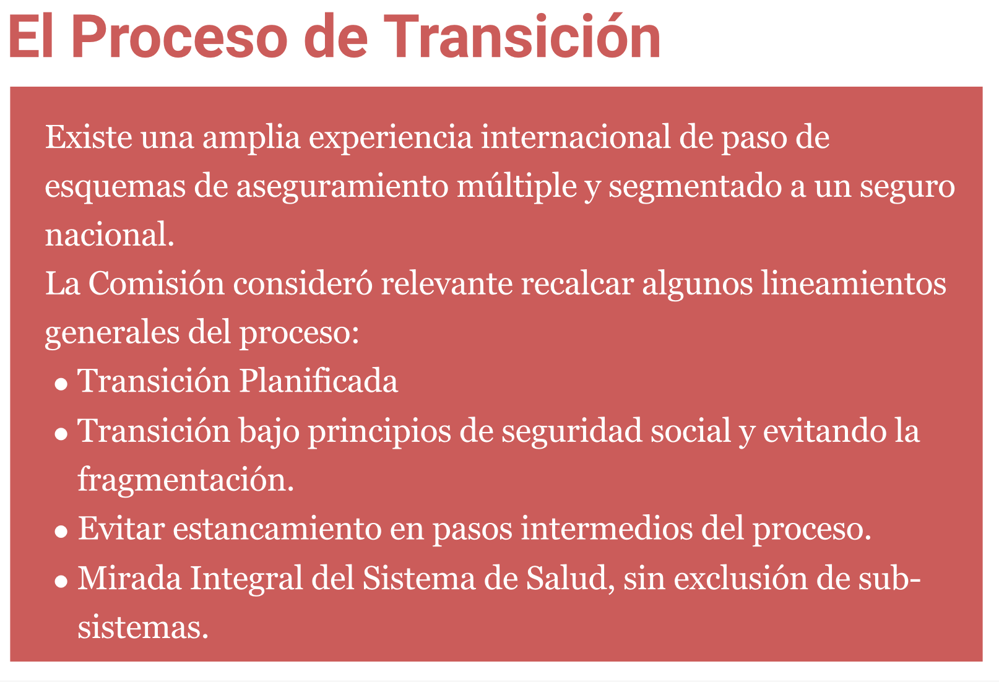 El Proceso de Transición
Existe una amplia experiencia internacional de paso de
esquemas de aseguramiento múltiple y segmentado a un seguro
nacional.
La Comisión consideró relevante recalcar algunos lineamientos
generales del proceso:
• Transición Planificada
• Transición bajo principios de seguridad social y evitando la
fragmentación.
• Evitar estancamiento en pasos intermedios del proceso.
• Mirada Integral del Sistema de Salud, sin exclusión de sub-
sistemas.